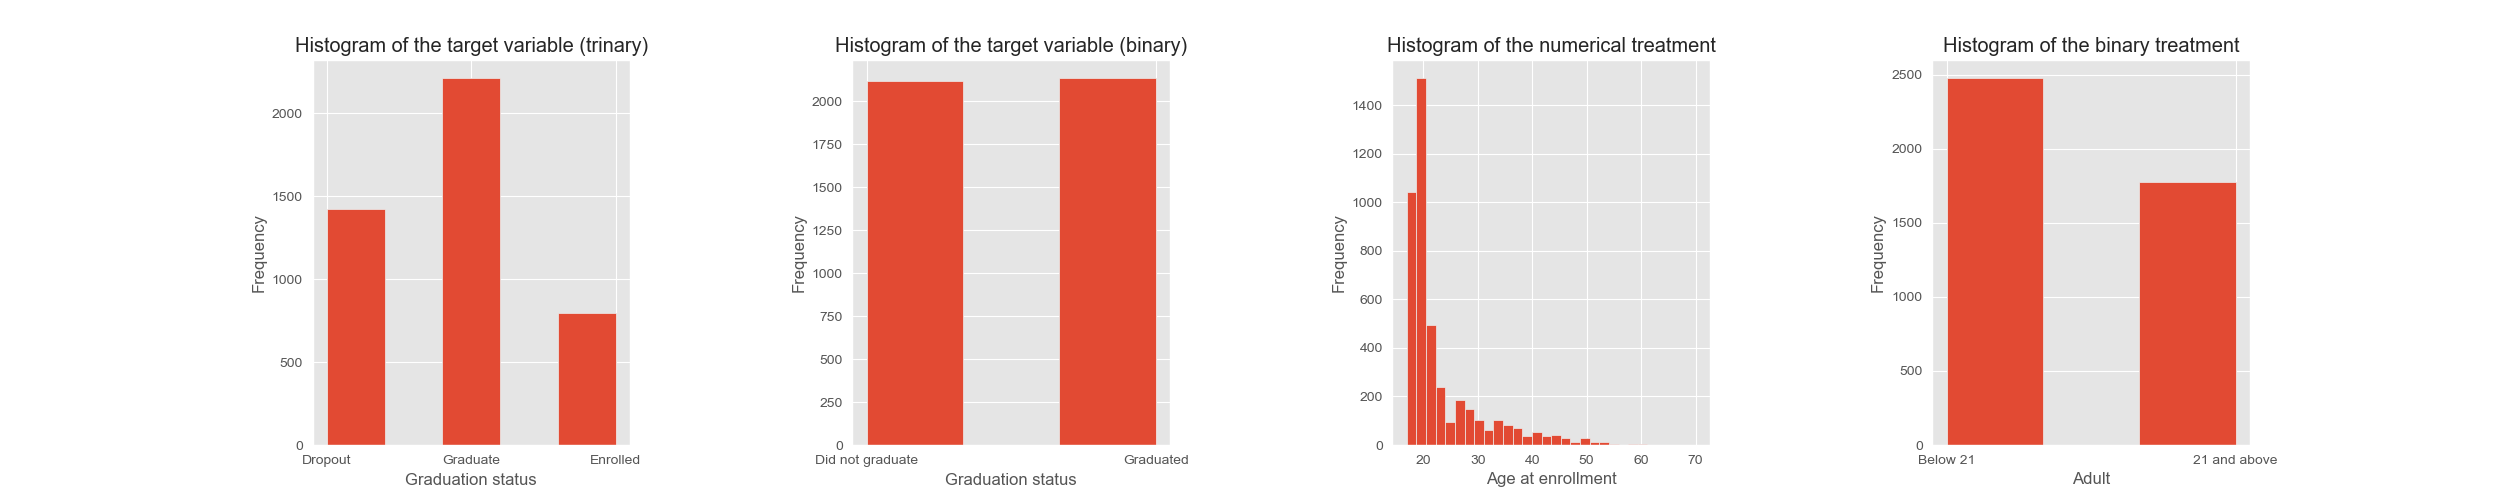 Histogram of the target variable (trinary)
Frequency
2000
1500
1000
500
0
Dropout Graduate Enrolled
Graduation status
Histogram of the target variable (binary)
Frequency
2000
1750
1500
1250
1000
750
500
250
0
Did not graduate Graduated
Graduation status
Histogram of the numerical treatment
Frequency
1400
1200
1000
800
600
400
200
0
20 30 40 50 60 70
Age at enrollment
Histogram of the binary treatment
Frequency
2500
2000
1500
1000
500
0
Below 21 21 and above
Adult